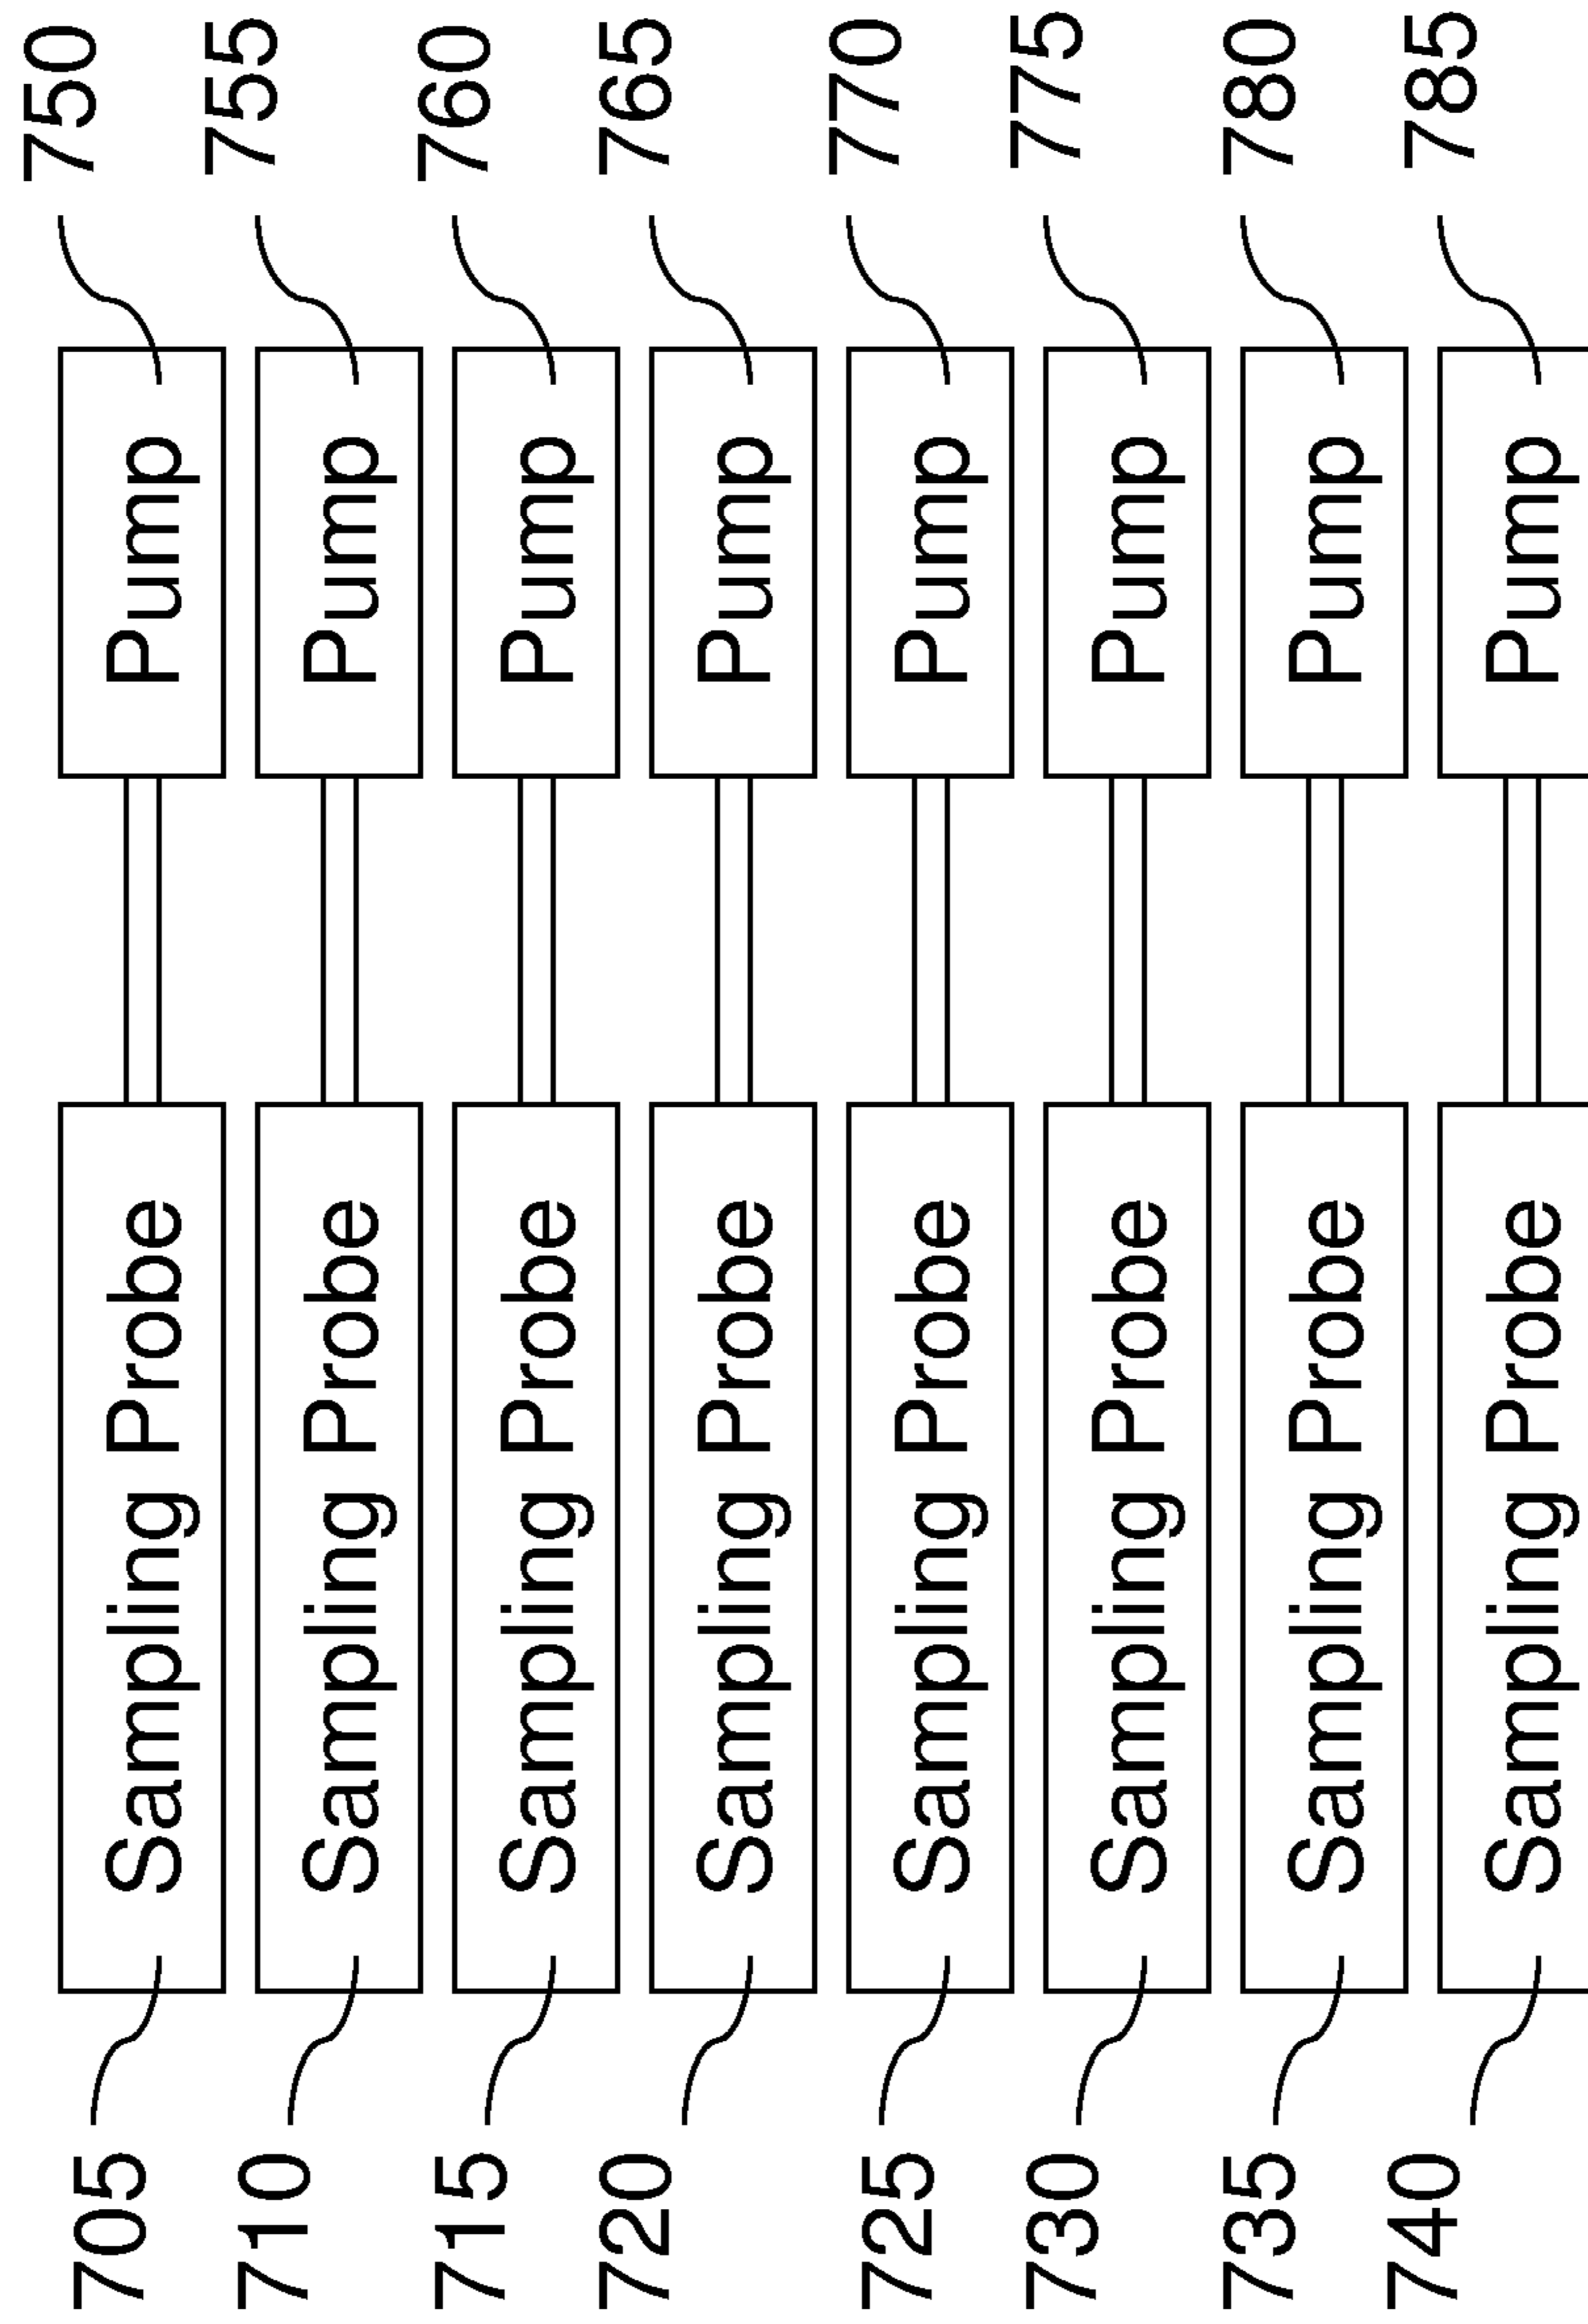 705 Sampling Probe Pump 750
710 Sampling Probe Pump 755
715 Sampling Probe Pump 760
720 Sampling Probe Pump 765
725 Sampling Probe Pump 770
730 Sampling Probe Pump 775
735 Sampling Probe Pump 780
740 Sampling Probe Pump 785